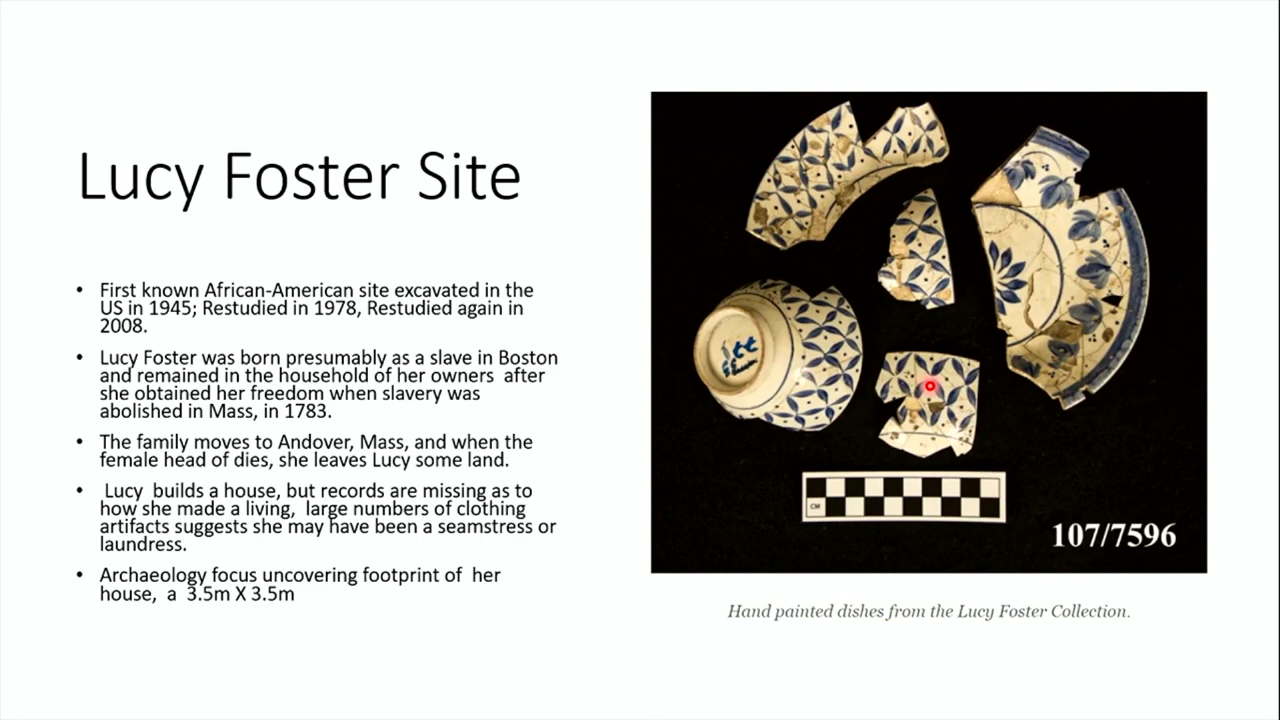 Lucy Foster Site
• First known African-American site excavated in the
US in 1945; Restudied in 1978, Restudied again in
2008.
• Lucy Foster was born presumably as a slave in Boston
and remained in the household of her owners after
she obtained her freedom when slavery was
abolished in Mass, in 1783.
• The family moves to Andover, Mass, and when the
female head of dies, she leaves Lucy some land.
• Lucy builds a house, but records are missing as to
how she made a living, large numbers of clothing
artifacts suggests she may have been a seamstress or
laundress.
• Archaeology focus uncovering footprint of her
house, a 3.5m X 3.5m
CM
107/7596
Hand painted dishes from the Lucy Foster Collection.